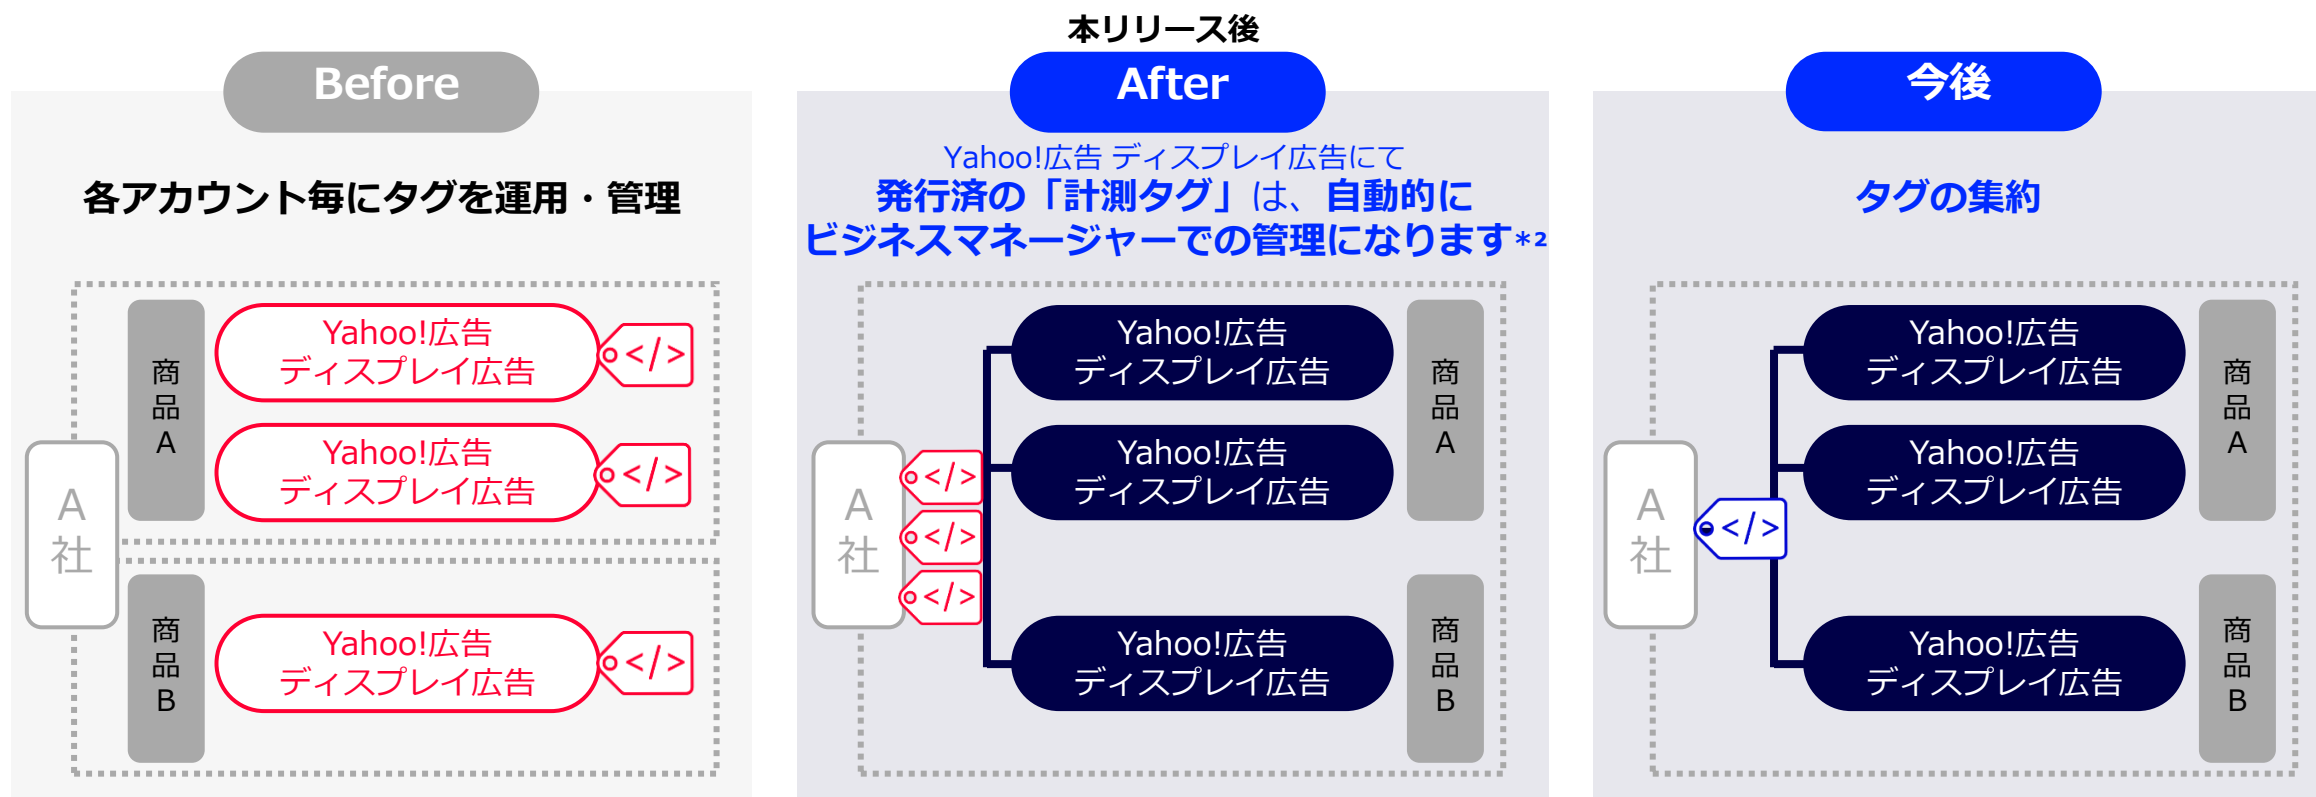 Before
各アカウント毎にタグを運用・管理
A
社
商
品
A
Yahoo!広告
ディスプレイ広告
</>
Yahoo!広告
ディスプレイ広告
</>
商
品
B
Yahoo!広告
ディスプレイ広告
</>
本リリース後
After
Yahoo!広告 ディスプレイ広告にて
発行済の「計測タグ」は、自動的に
ビジネスマネージャーでの管理になります*2
A
社
</>
</>
</>
Yahoo!広告
ディスプレイ広告
Yahoo!広告
ディスプレイ広告
商
品
A
Yahoo!広告
ディスプレイ広告
商
品
B
今後
タグの集約
A
社
</>
Yahoo!広告
ディスプレイ広告
Yahoo!広告
ディスプレイ広告
商
品
A
Yahoo!広告
ディスプレイ広告
商
品
B